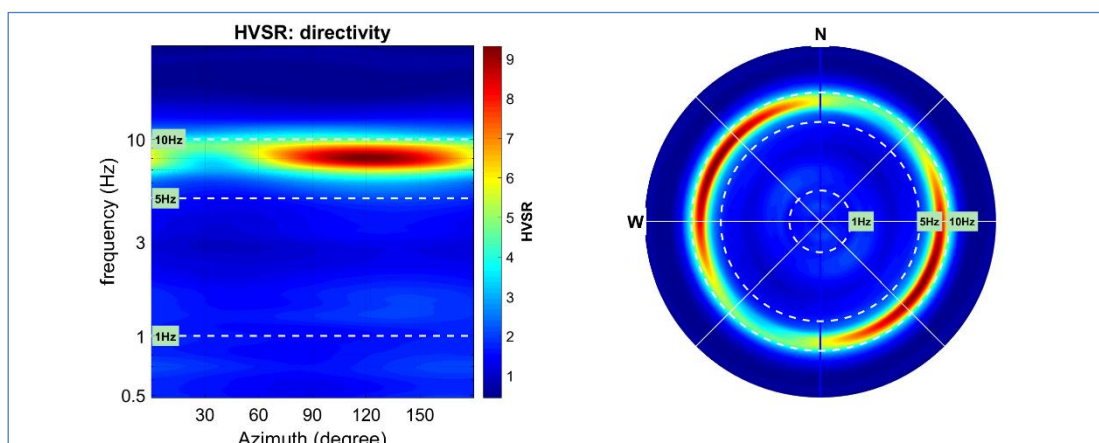 HVSR: directivity
frequency (Hz)
10
3
1
0.5
10Hz
5Hz
1Hz
30 60 90 120 150
Azimuth (degree)
9
8
7
6
5
4
3
2
1
HVSR
N
W
1Hz 5Hz 10Hz